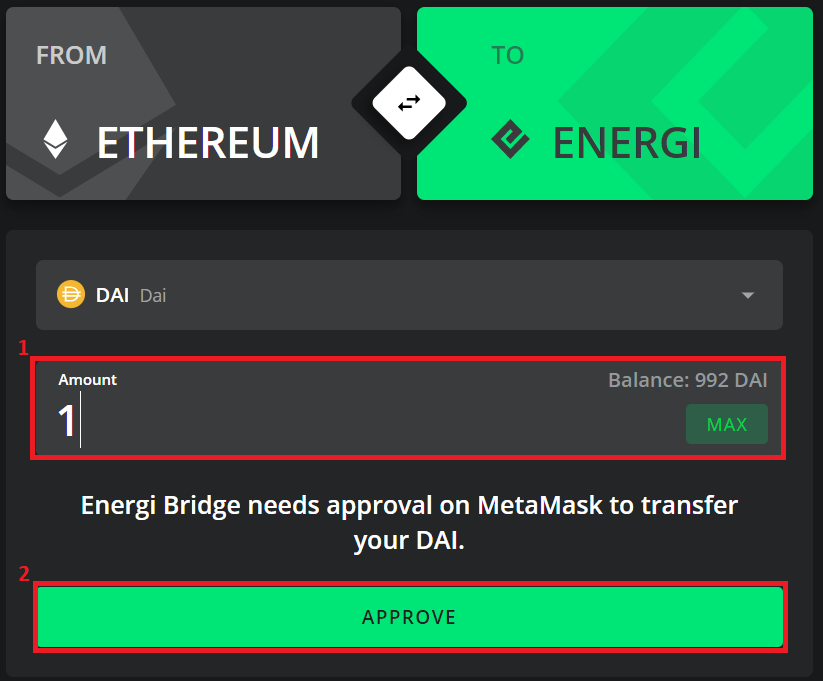 FROM
ETHEREUM
TO
ENERGI
DAI Dai
1
Amount
Balance: 992 DAI
1
MAX
Energi Bridge needs approval on MetaMask to transfer
your DAI.
2
APPROVE